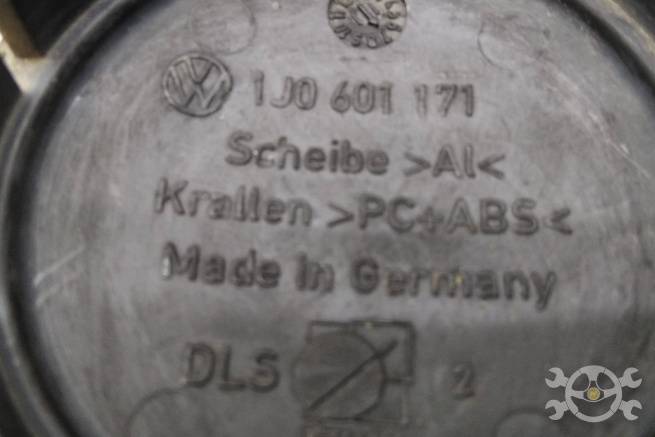 1J0 601 171
Scheibe >Al<
Krallen >PC+ABS<
Made in Germany
DLS 2